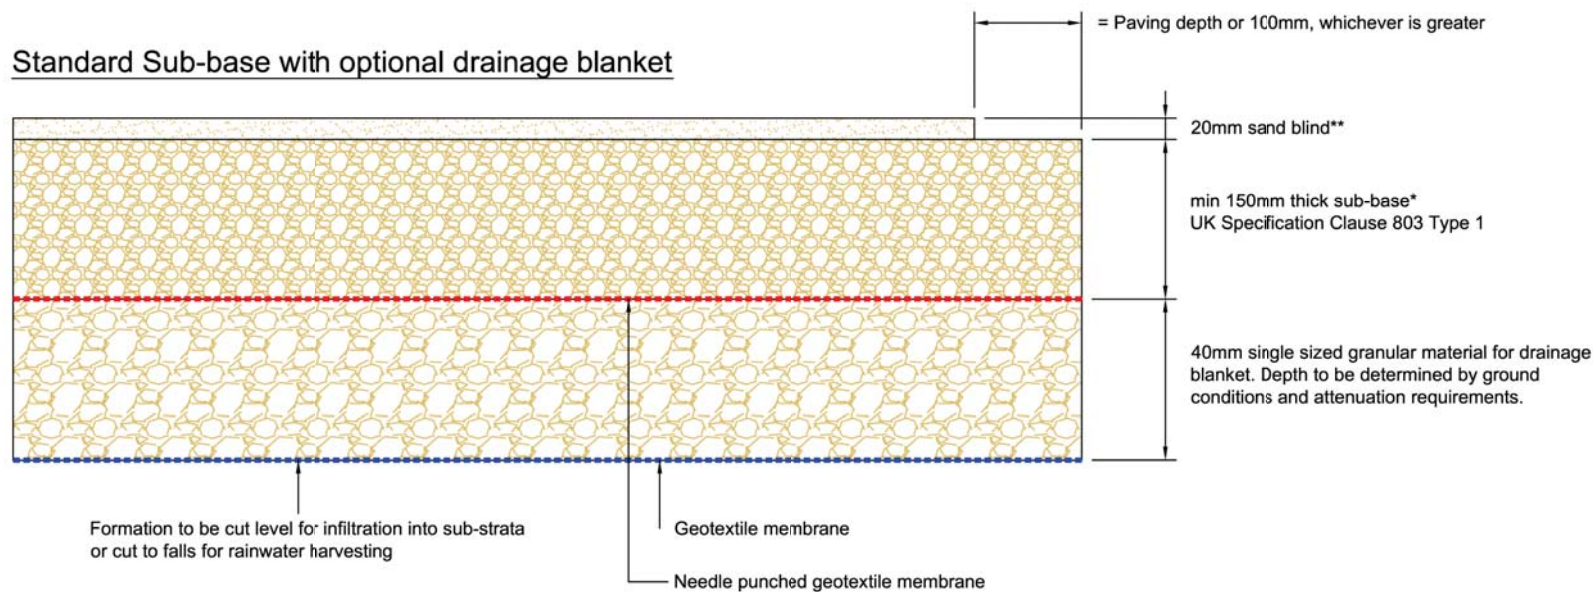 = Paving depth or 100mm, whichever is greater
Standard Sub-base with optional drainage blanket
20mm sand blind**
min 150mm thick sub-base*
UK Specification Clause 803 Type 1
40mm single sized granular material for drainage
blanket. Depth to be determined by ground
conditions and attenuation requirements.
Formation to be cut level for infiltration into sub-strata
or cut to falls for rainwater harvesting
Geotextile membrane
Needle punched geotextile membrane